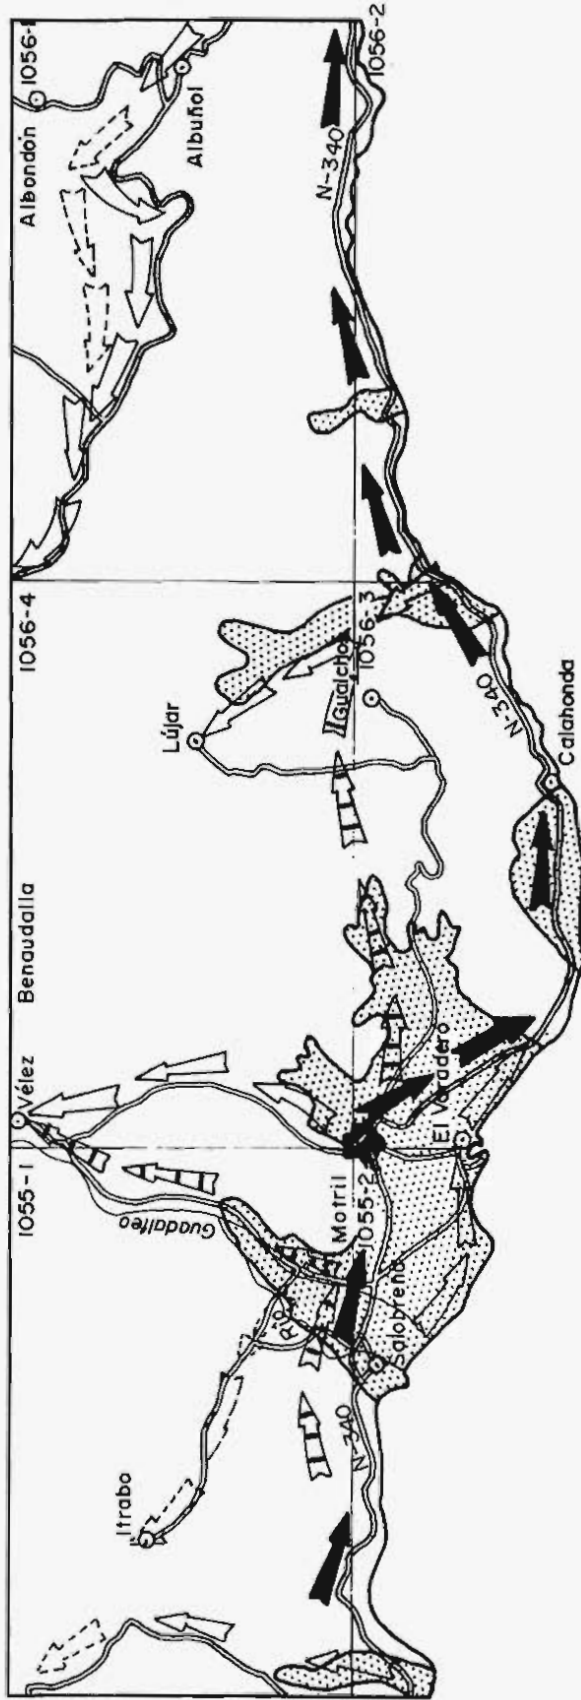 1055-1
Vélez Benaudalla
1056-4
Albondón
1056-1
Albuñol
Itrabo
Guadalfeo
Río
Lújar
Motril
1055-2
Gualchos
1056-3
N-340
1056-2
N-340
Salobreña
El Varadero
N-340
Calahonda